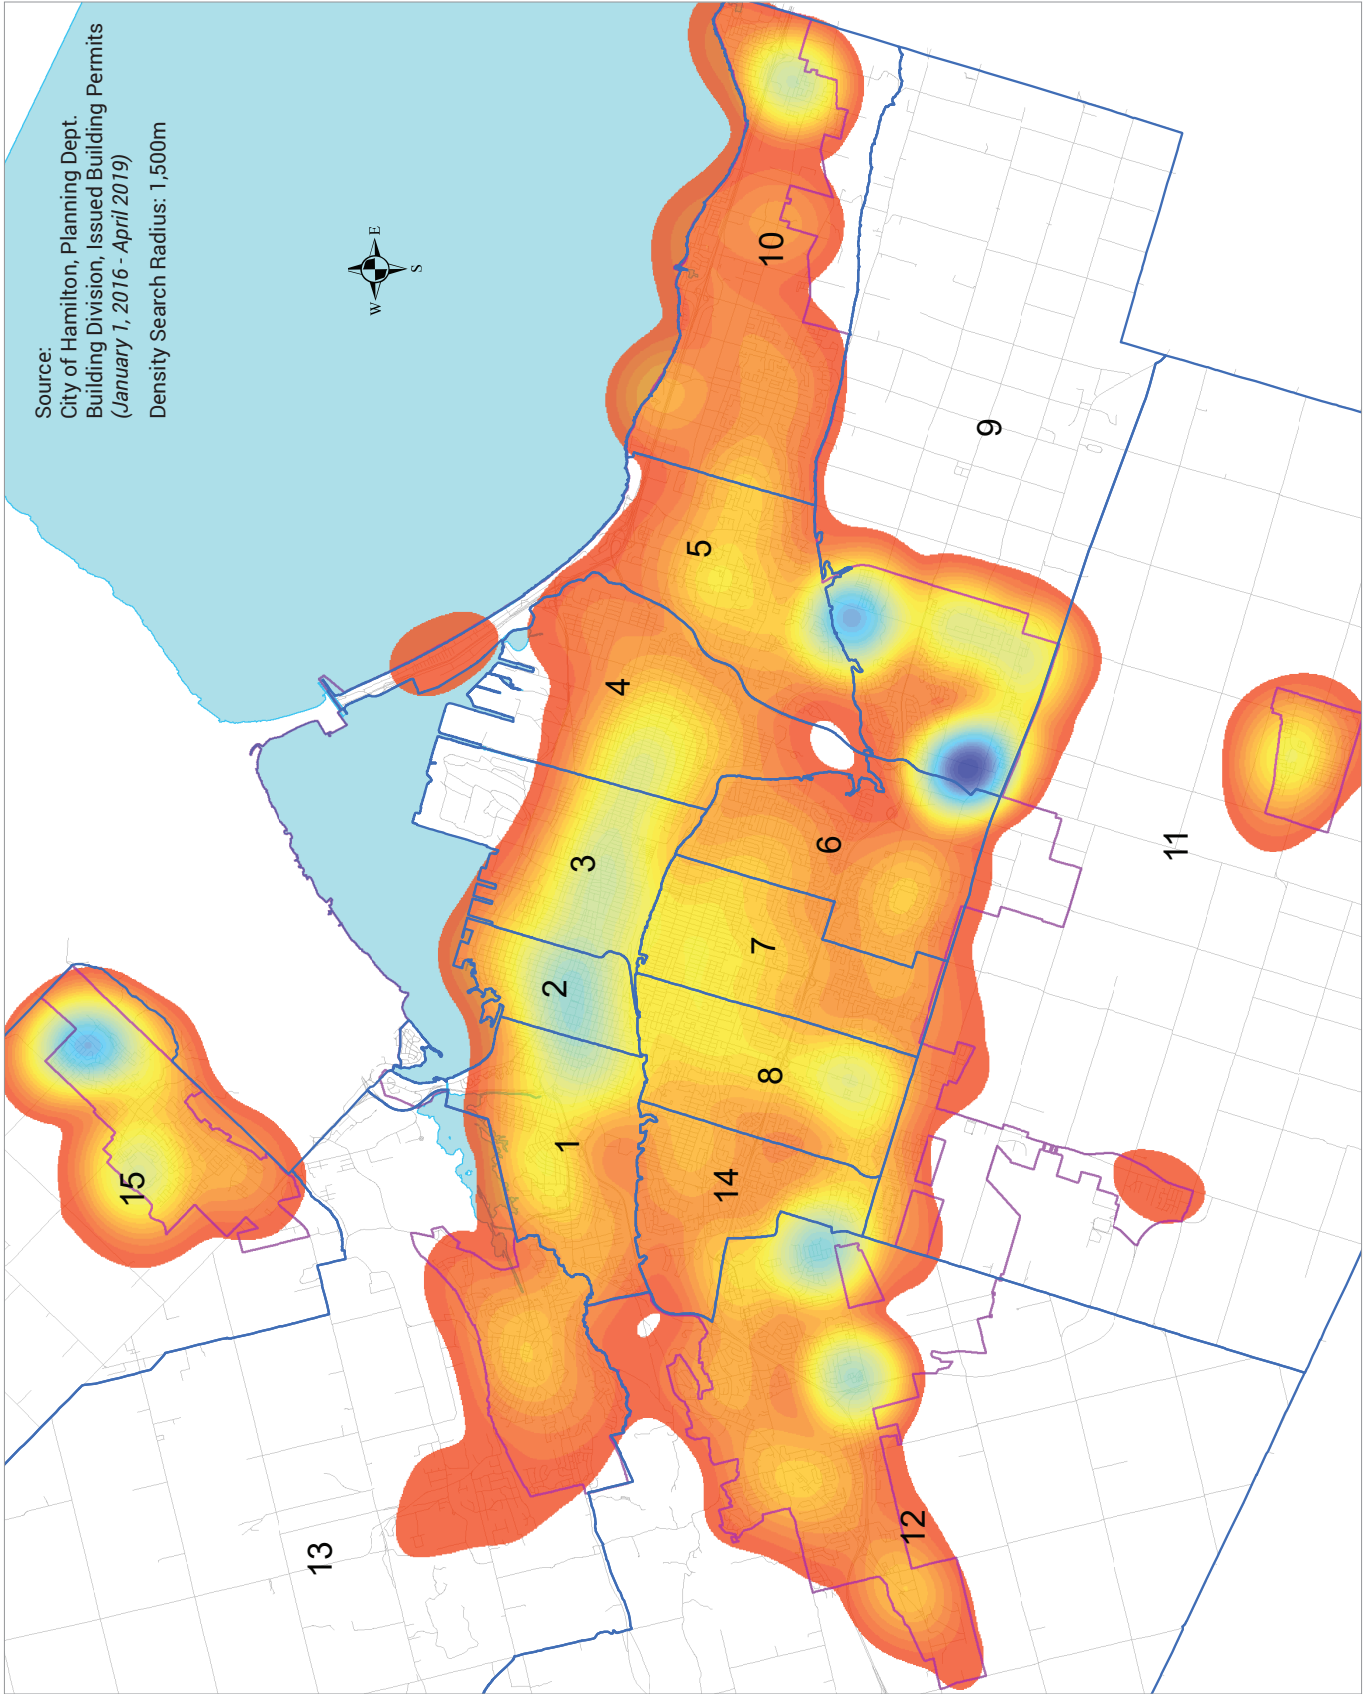 Source:
City of Hamilton, Planning Dept.
Building Division, Issued Building Permits
(January 1, 2016 - April 2019)
Density Search Radius: 1,500m
E
S
W
15
13
1
2
3
4
5
10
14
8
7
6
9
12
11